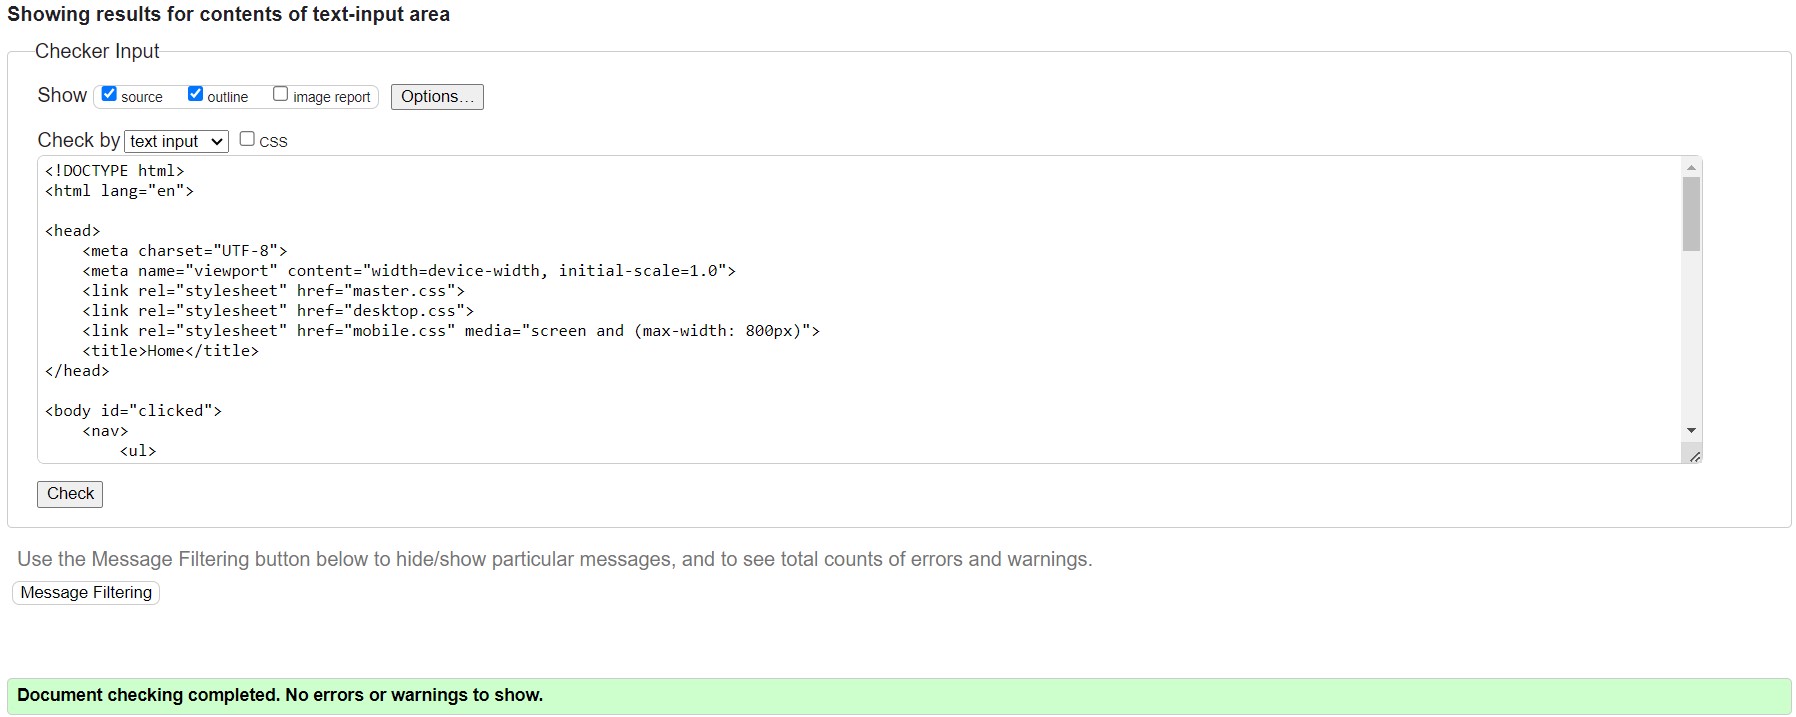 Showing results for contents of text-input area
Checker Input
Show source outline image report Options...
Check by text input CSS
<!DOCTYPE html>
<html lang="en">
<head>
    <meta charset="UTF-8">
    <meta name="viewport" content="width=device-width, initial-scale=1.0">
    <link rel="stylesheet" href="master.css">
    <link rel="stylesheet" href="desktop.css">
    <link rel="stylesheet" href="mobile.css" media="screen and (max-width: 800px)">
    <title>Home</title>
</head>
<body id="clicked">
    <nav>
        <ul>
Check
Use the Message Filtering button below to hide/show particular messages, and to see total counts of errors and warnings.
Message Filtering
Document checking completed. No errors or warnings to show.